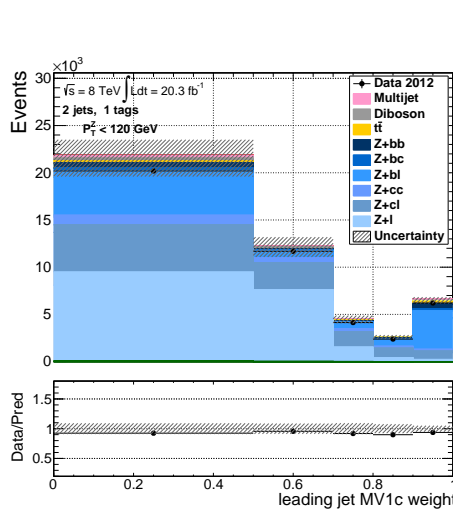 ×10³
Events
30
25
20
15
10
5
0
√s = 8 TeV ∫Ldt = 20.3 fb⁻¹
2 jets, 1 tags
P_T^Z < 120 GeV
Data 2012
Multijet
Diboson
tt̄
Z+bb
Z+bc
Z+bl
Z+cc
Z+cl
Z+l
Uncertainty
Data/Pred
1.5
1
0.5
0 0.2 0.4 0.6 0.8 1
leading jet MV1c weight